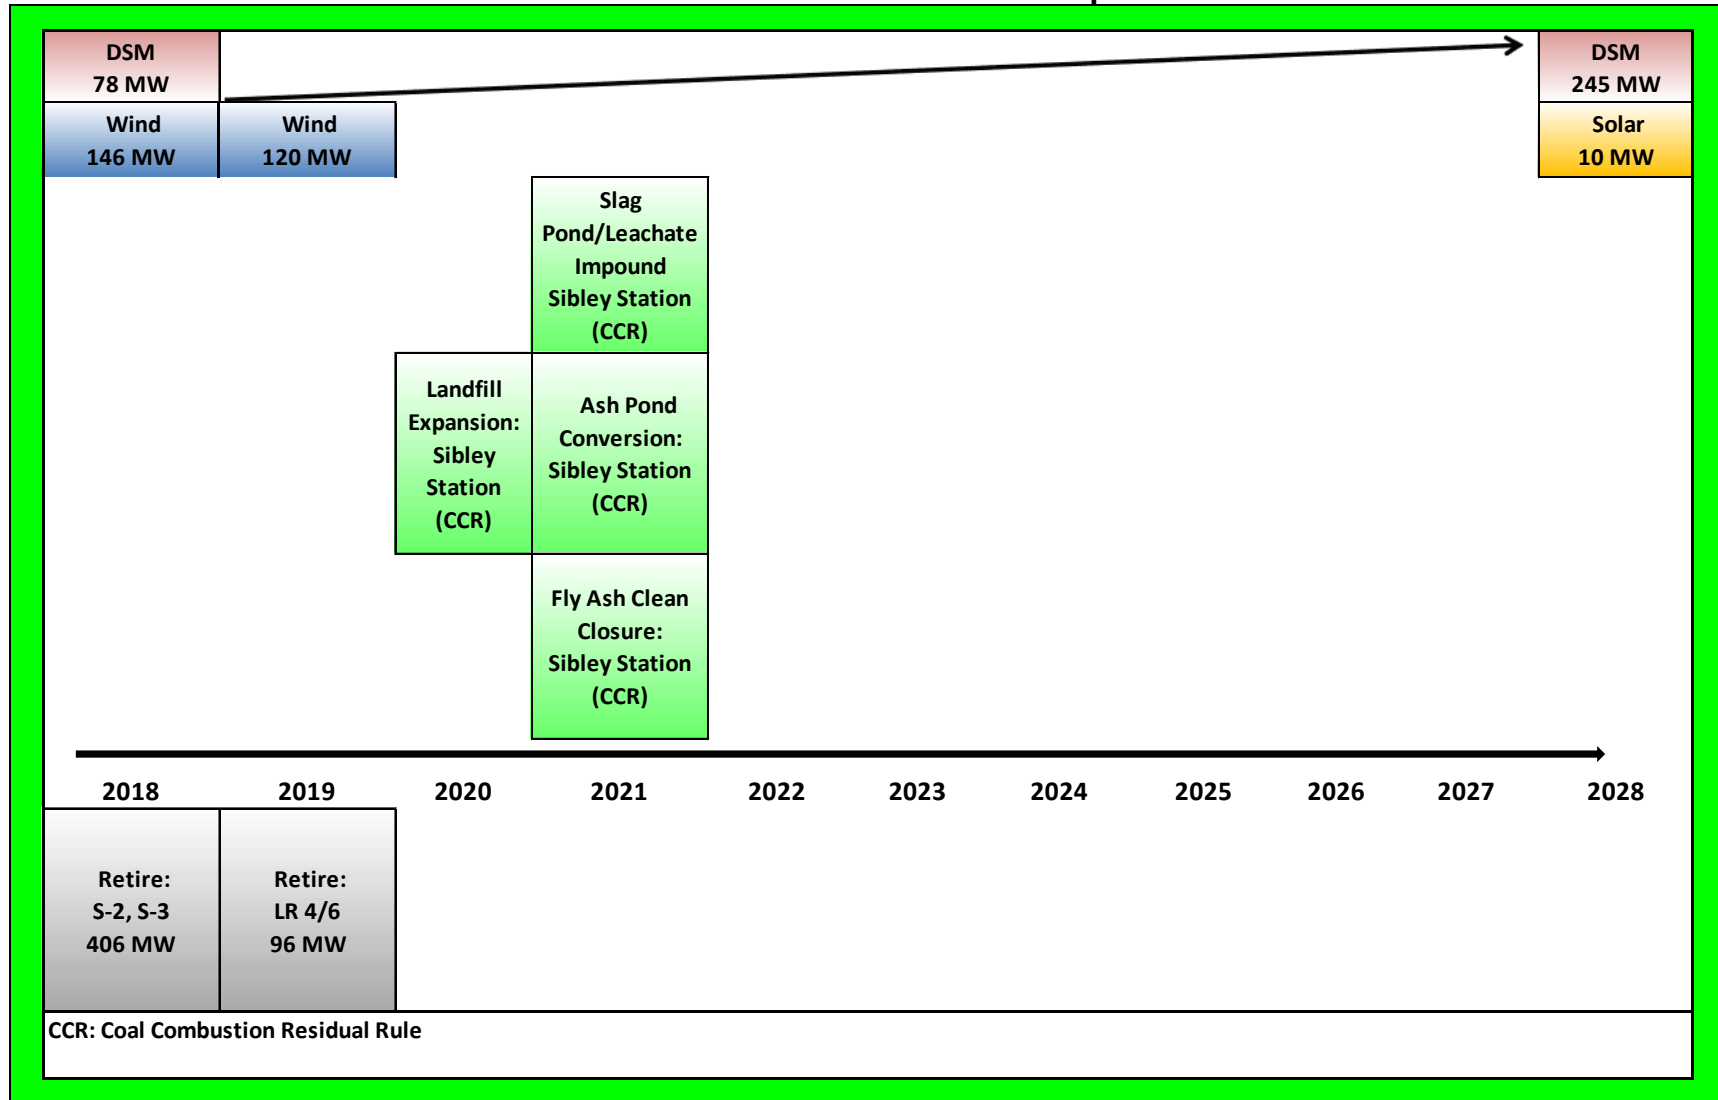 DSM
78 MW
DSM
245 MW
Wind
146 MW
Wind
120 MW
Solar
10 MW
Slag
Pond/Leachate
Impound
Sibley Station
(CCR)
Landfill
Expansion:
Sibley
Station
(CCR)
Ash Pond
Conversion:
Sibley Station
(CCR)
Fly Ash Clean
Closure:
Sibley Station
(CCR)
2018 2019 2020 2021 2022 2023 2024 2025 2026 2027 2028
Retire:
S-2, S-3
406 MW
Retire:
LR 4/6
96 MW
CCR: Coal Combustion Residual Rule